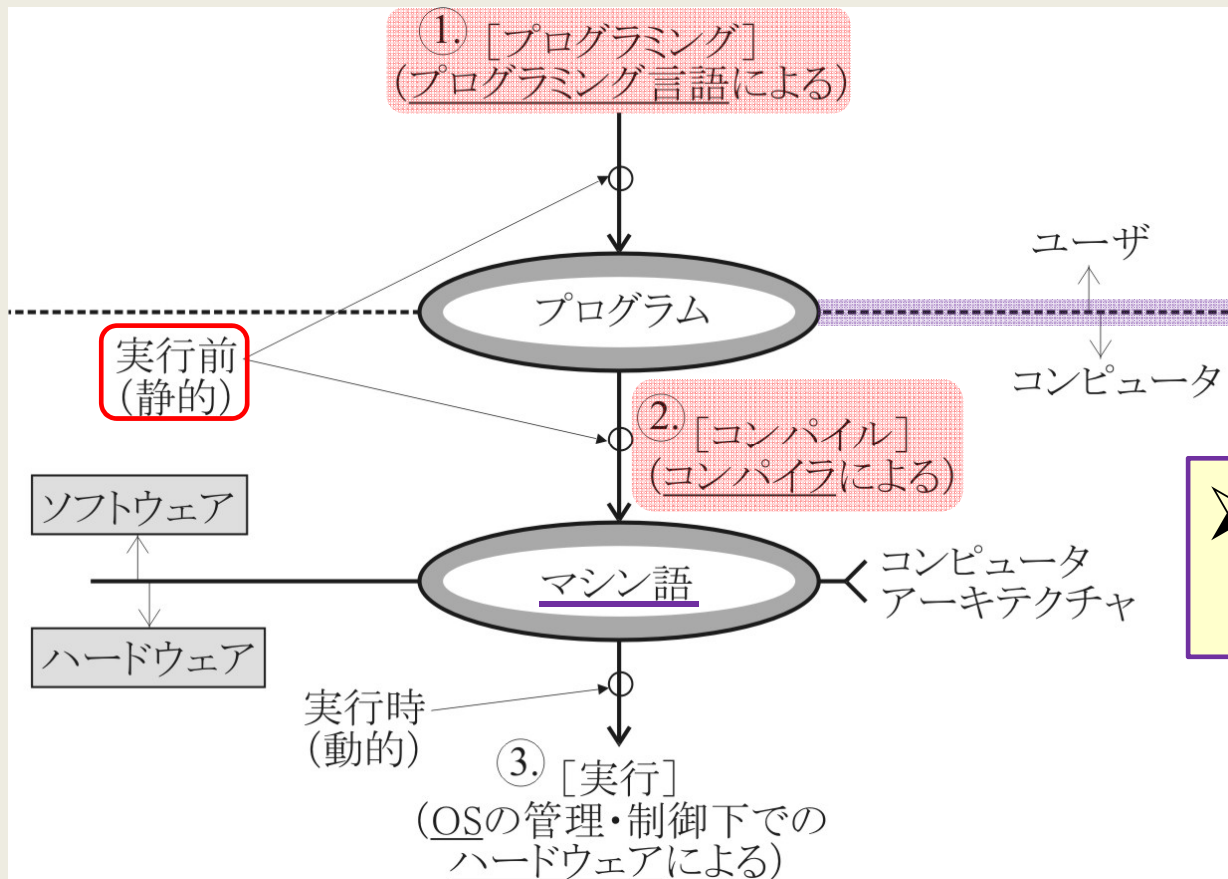 ①. [プログラミング]
(プログラミング言語による)
ユーザ
プログラム
コンピュータ
実行前
(静的)
②. [コンパイル]
(コンパイラによる)
ソフトウェア
マシン語
コンピュータ
アーキテクチャ
ハードウェア
実行時
(動的)
③. [実行]
(OSの管理・制御下での
ハードウェアによる)